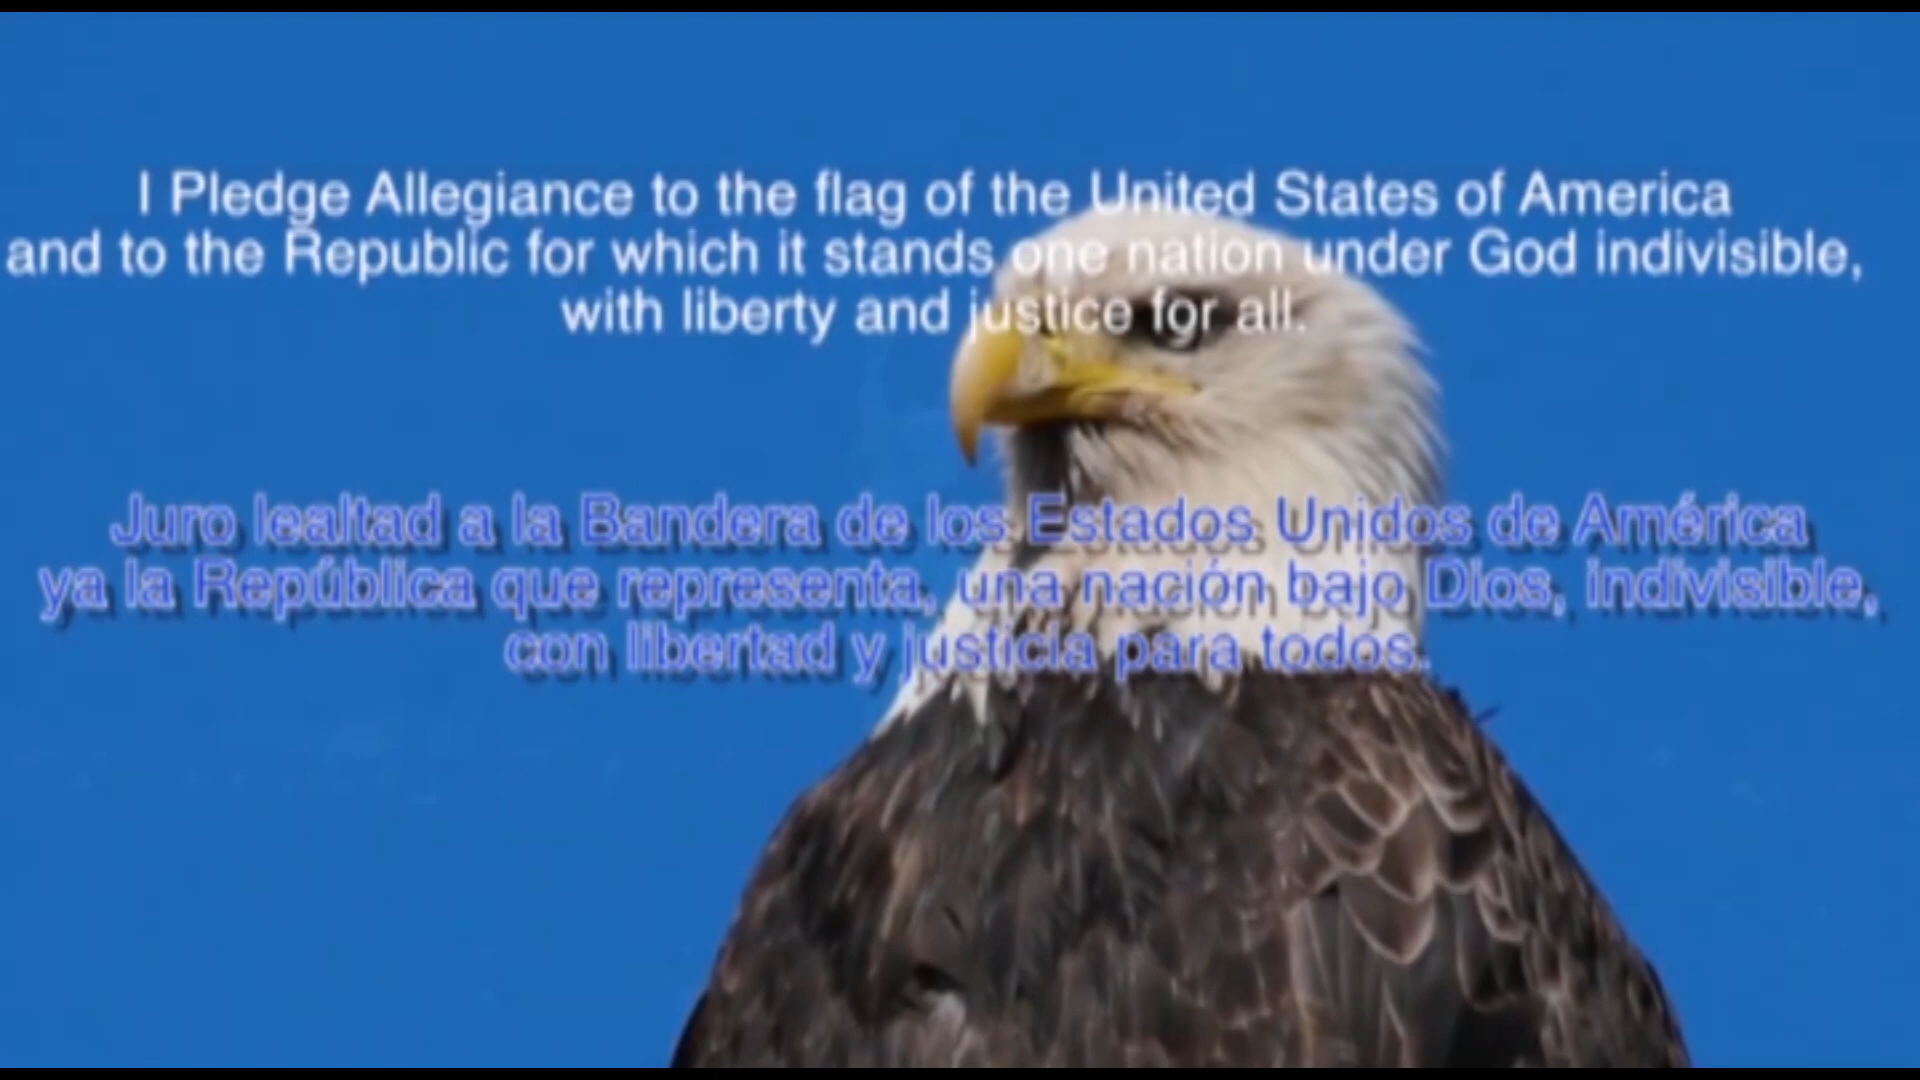 I Pledge Allegiance to the flag of the United States of America
and to the Republic for which it stands one nation under God indivisible,
with liberty and justice for all.
Juro lealtad a la Bandera de los Estados Unidos de América
ya la República que representa, una nación bajo Dios, indivisible,
con libertad y justicia para todos.